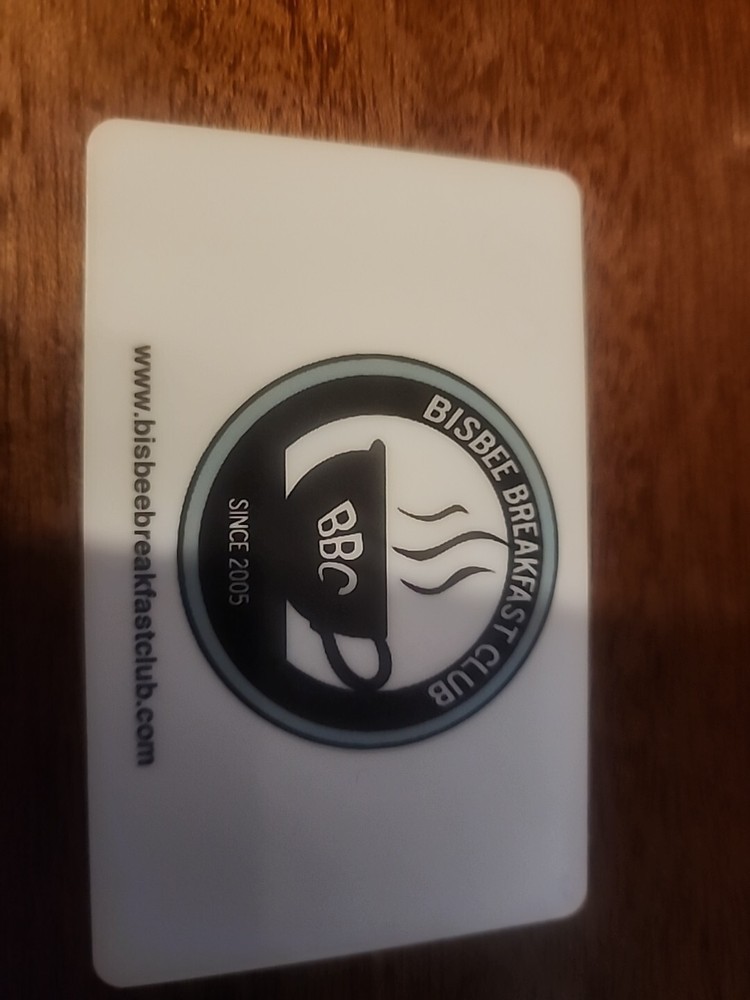 BISBEE BREAKFAST CLUB
BBC
SINCE 2005
www.bisbeebreakfastclub.com